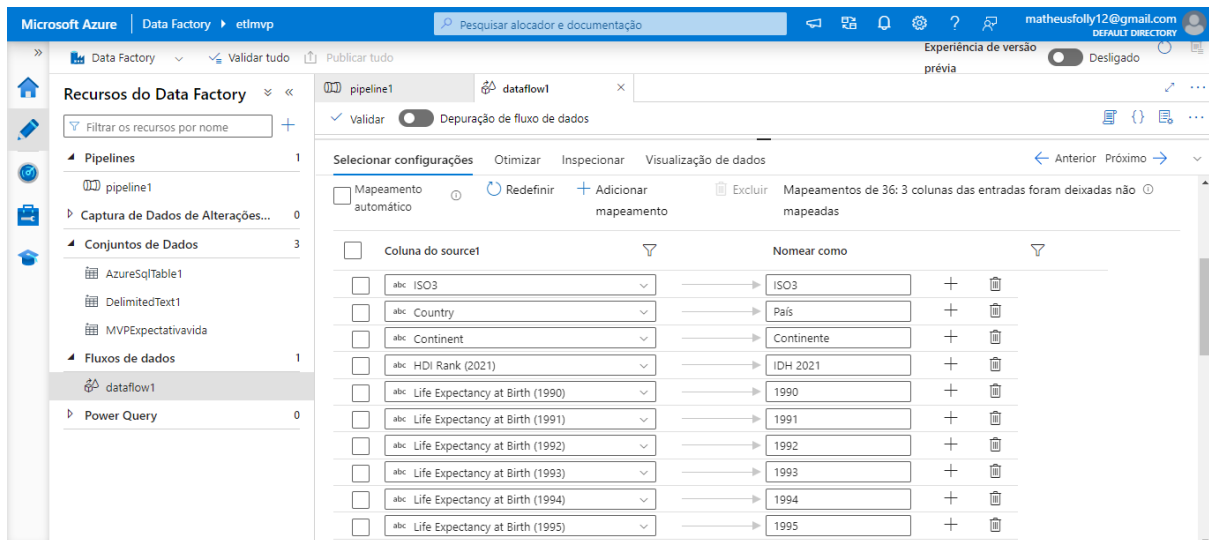 Microsoft Azure Data Factory etlmvp Pesquisar alocador e documentação matheusfolly12@gmail.com
DEFAULT DIRECTORY
Data Factory Validar tudo Publicar tudo Experiência de versão prévia Desligado
Recursos do Data Factory
Filtrar os recursos por nome
Pipelines 1
pipeline1
Captura de Dados de Alterações... 0
Conjuntos de Dados 3
AzureSqlTable1
DelimitedText1
MVPExpectativavida
Fluxos de dados 1
dataflow1
Power Query 0
pipeline1 dataflow1
Validar Depuração de fluxo de dados
Selecionar configurações Otimizar Inspecionar Visualização de dados Anterior Próximo
Mapeamento automático Redefinir Adicionar mapeamento Excluir Mapeamentos de 36: 3 colunas das entradas foram deixadas não mapeadas
Coluna do source1 Nomear como
abc ISO3 ISO3
abc Country País
abc Continent Continente
abc HDI Rank (2021) IDH 2021
abc Life Expectancy at Birth (1990) 1990
abc Life Expectancy at Birth (1991) 1991
abc Life Expectancy at Birth (1992) 1992
abc Life Expectancy at Birth (1993) 1993
abc Life Expectancy at Birth (1994) 1994
abc Life Expectancy at Birth (1995) 1995